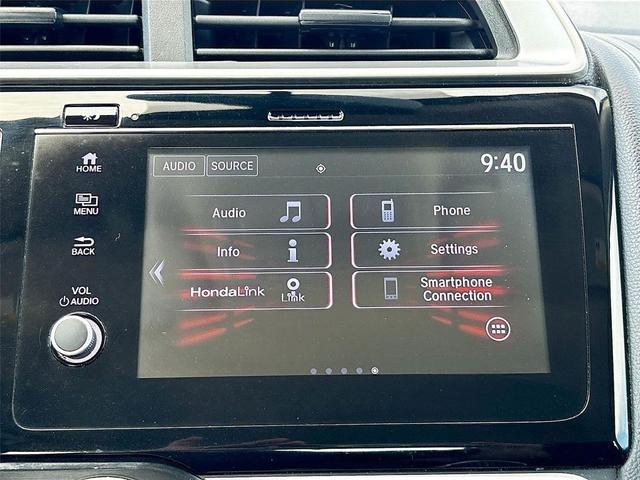 AUDIO SOURCE 9:40
HOME
MENU
BACK
VOL
AUDIO
Audio
Phone
Info
Settings
HondaLink
Link
Smartphone
Connection